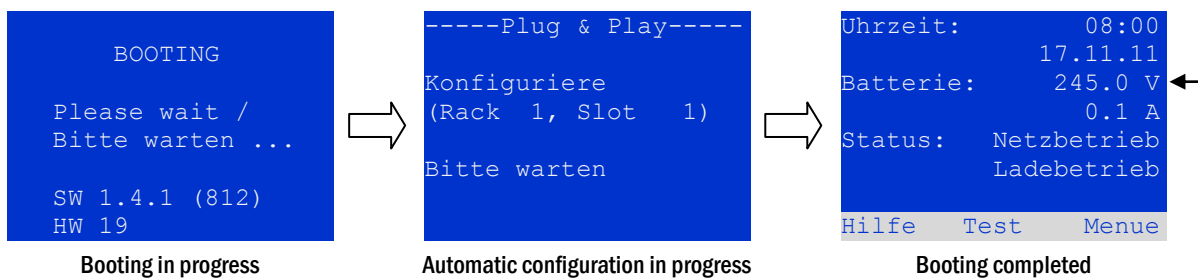 BOOTING
Please wait /
Bitte warten ...
SW 1.4.1 (812)
HW 19
Booting in progress
-----Plug & Play-----
Konfiguriere
(Rack 1, Slot 1)
Bitte warten
Automatic configuration in progress
Uhrzeit: 08:00
17.11.11
Batterie: 245.0 V
0.1 A
Status: Netzbetrieb
Ladebetrieb
Hilfe Test Menue
Booting completed